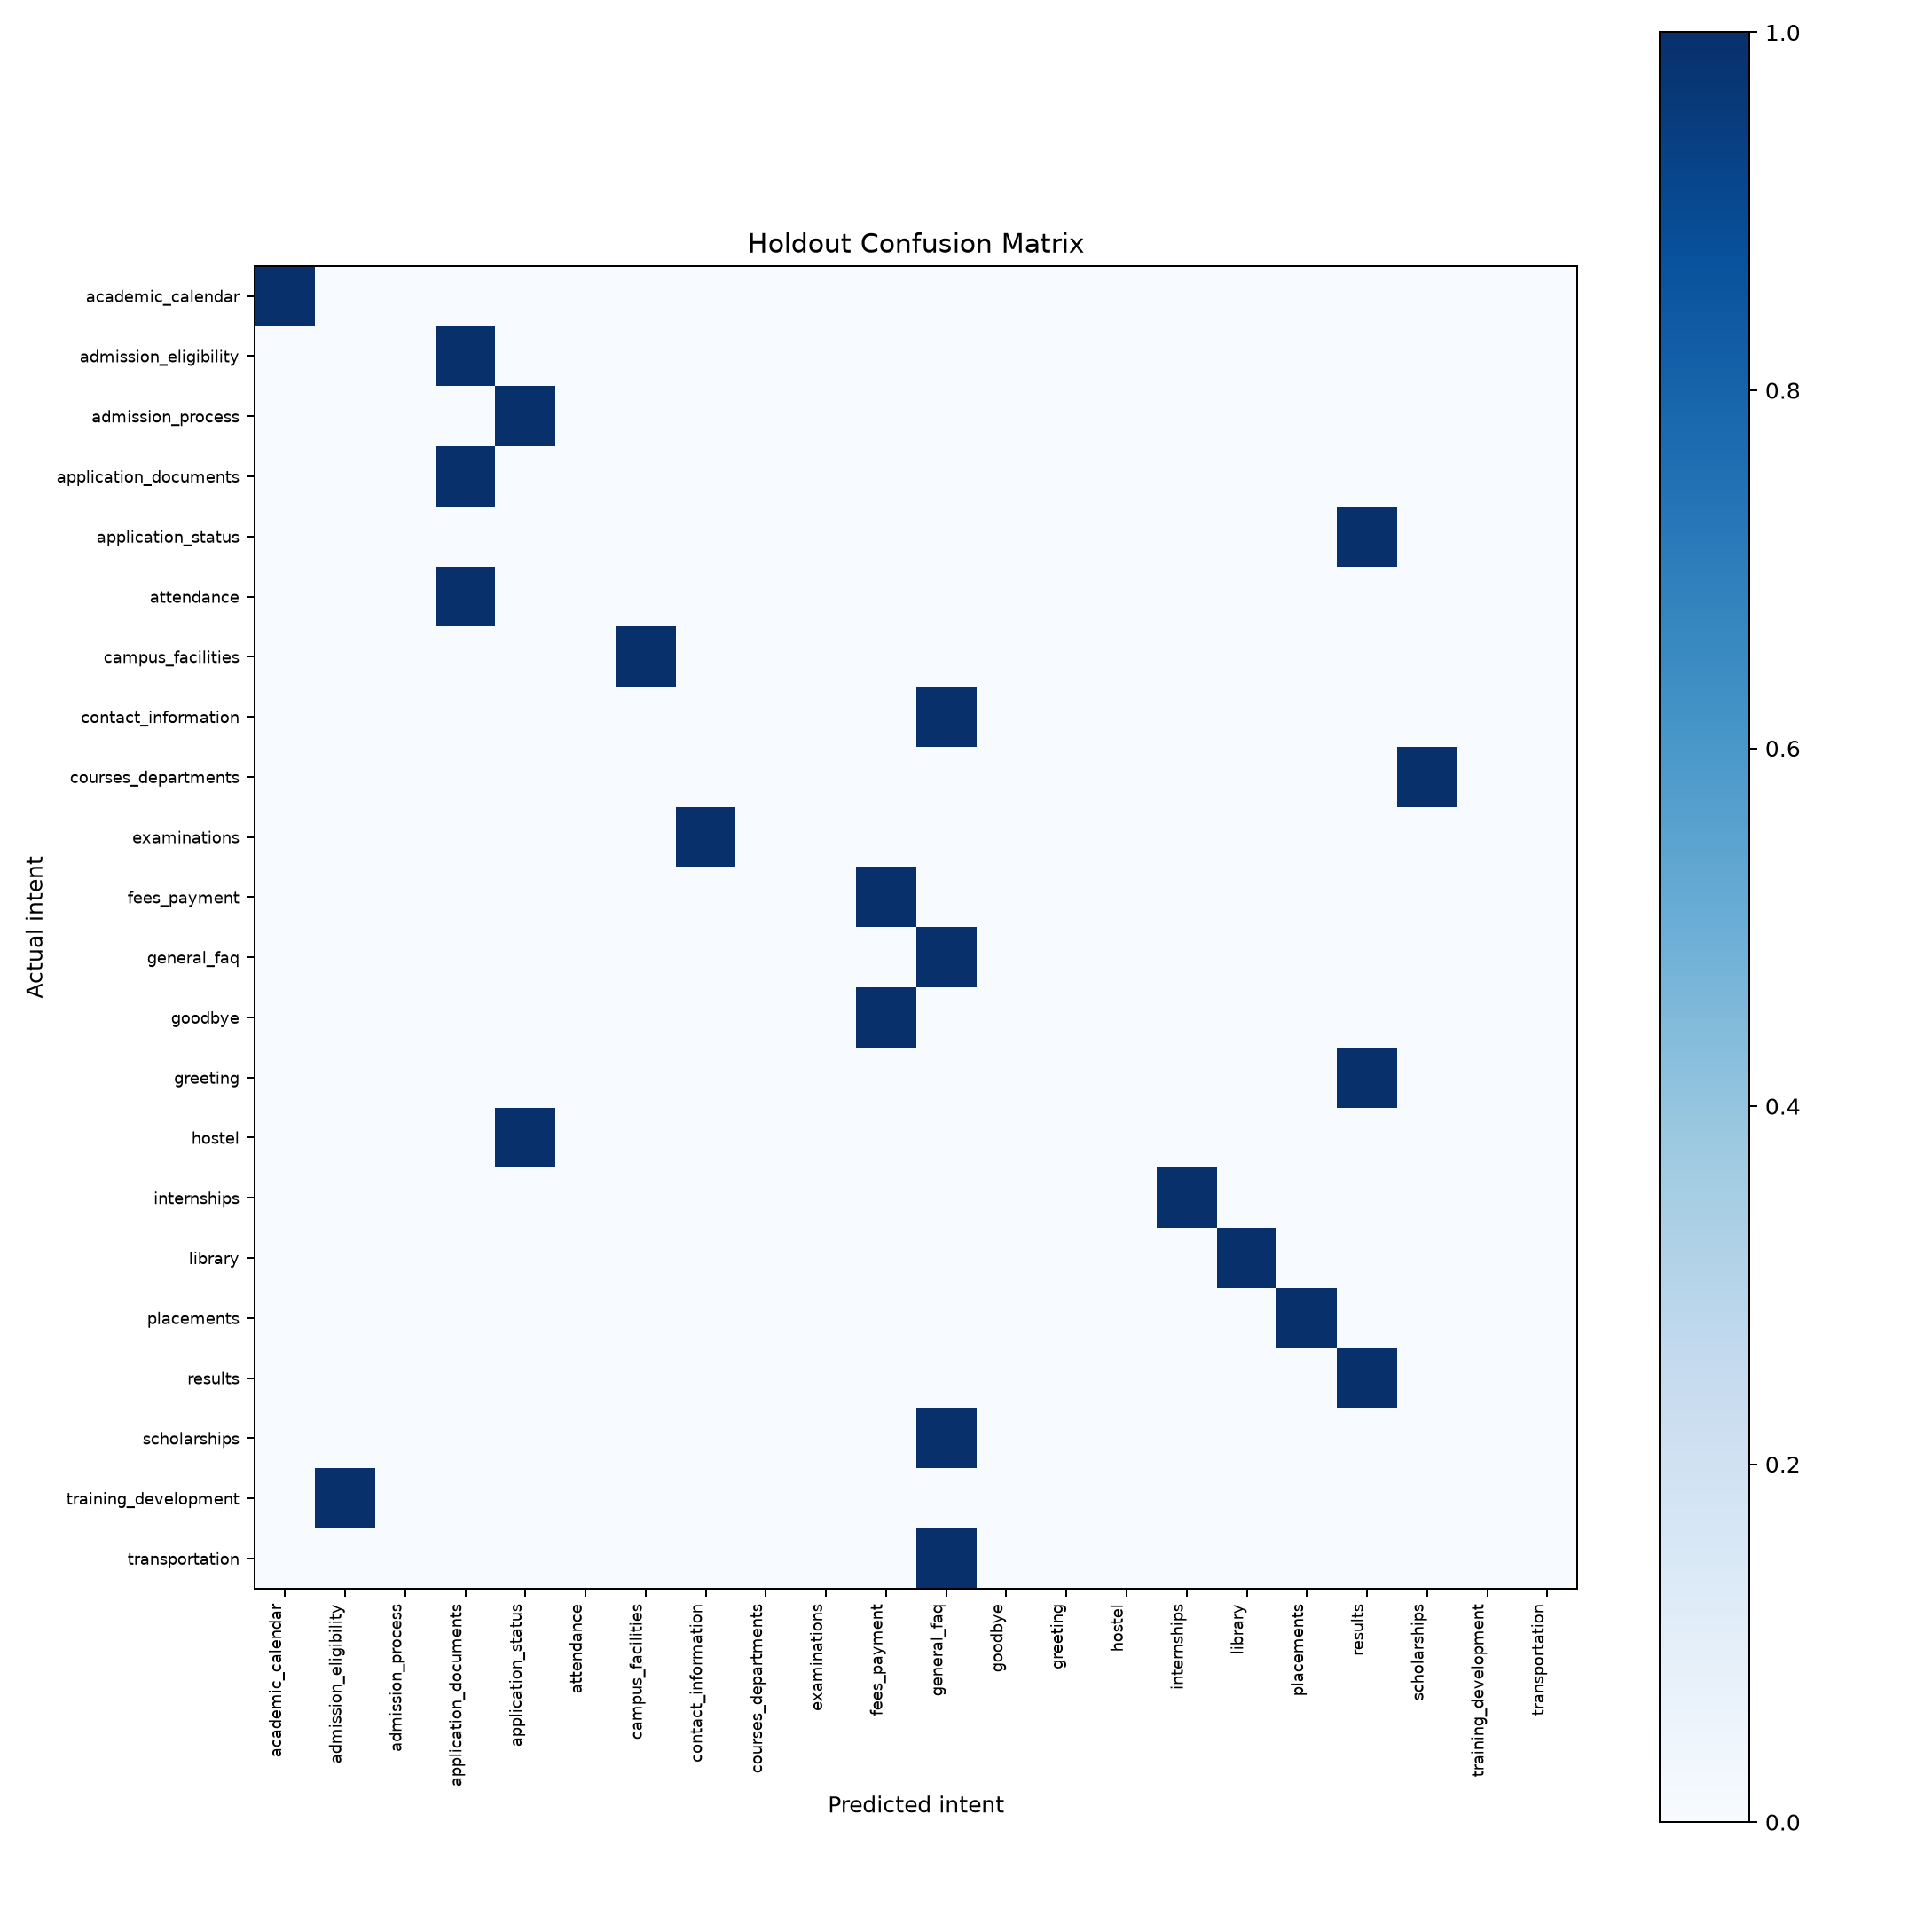 Holdout Confusion Matrix
Actual intent
academic_calendar
admission_eligibility
admission_process
application_documents
application_status
attendance
campus_facilities
contact_information
courses_departments
examinations
fees_payment
general_faq
goodbye
greeting
hostel
internships
library
placements
results
scholarships
training_development
transportation
academic_calendar
admission_eligibility
admission_process
application_documents
application_status
attendance
campus_facilities
contact_information
courses_departments
examinations
fees_payment
general_faq
goodbye
greeting
hostel
internships
library
placements
results
scholarships
training_development
transportation
Predicted intent
1.0
0.8
0.6
0.4
0.2
0.0